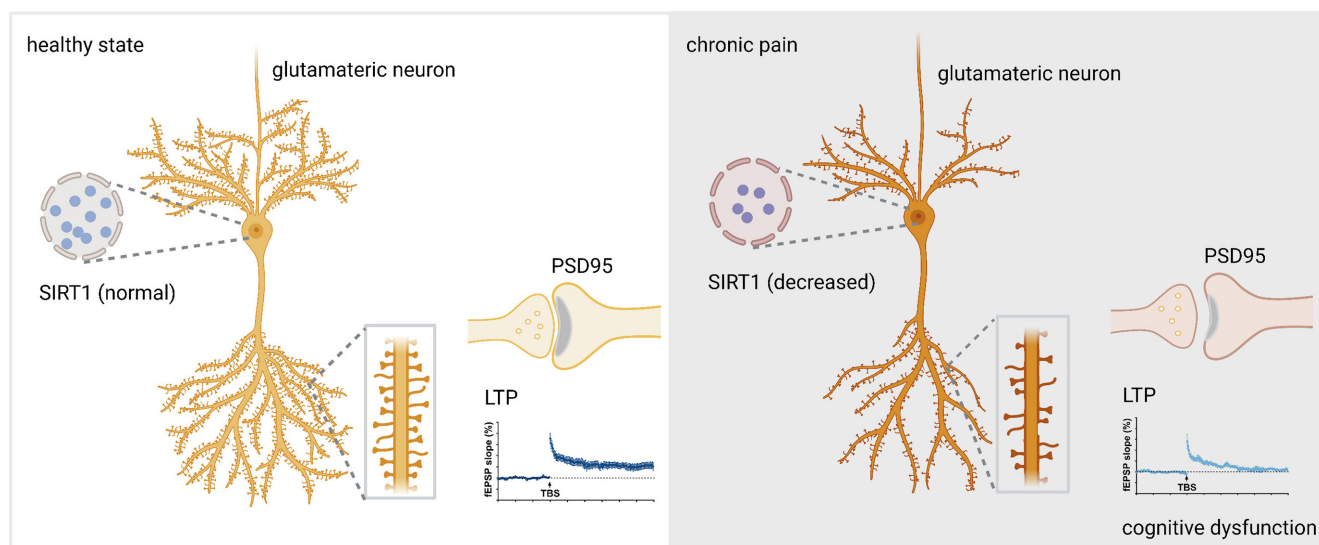 healthy state
glutamateric neuron
SIRT1 (normal)
PSD95
LTP
fEPSP slope (%)
TBS
chronic pain
glutamateric neuron
SIRT1 (decreased)
PSD95
LTP
fEPSP slope (%)
TBS
cognitive dysfunction